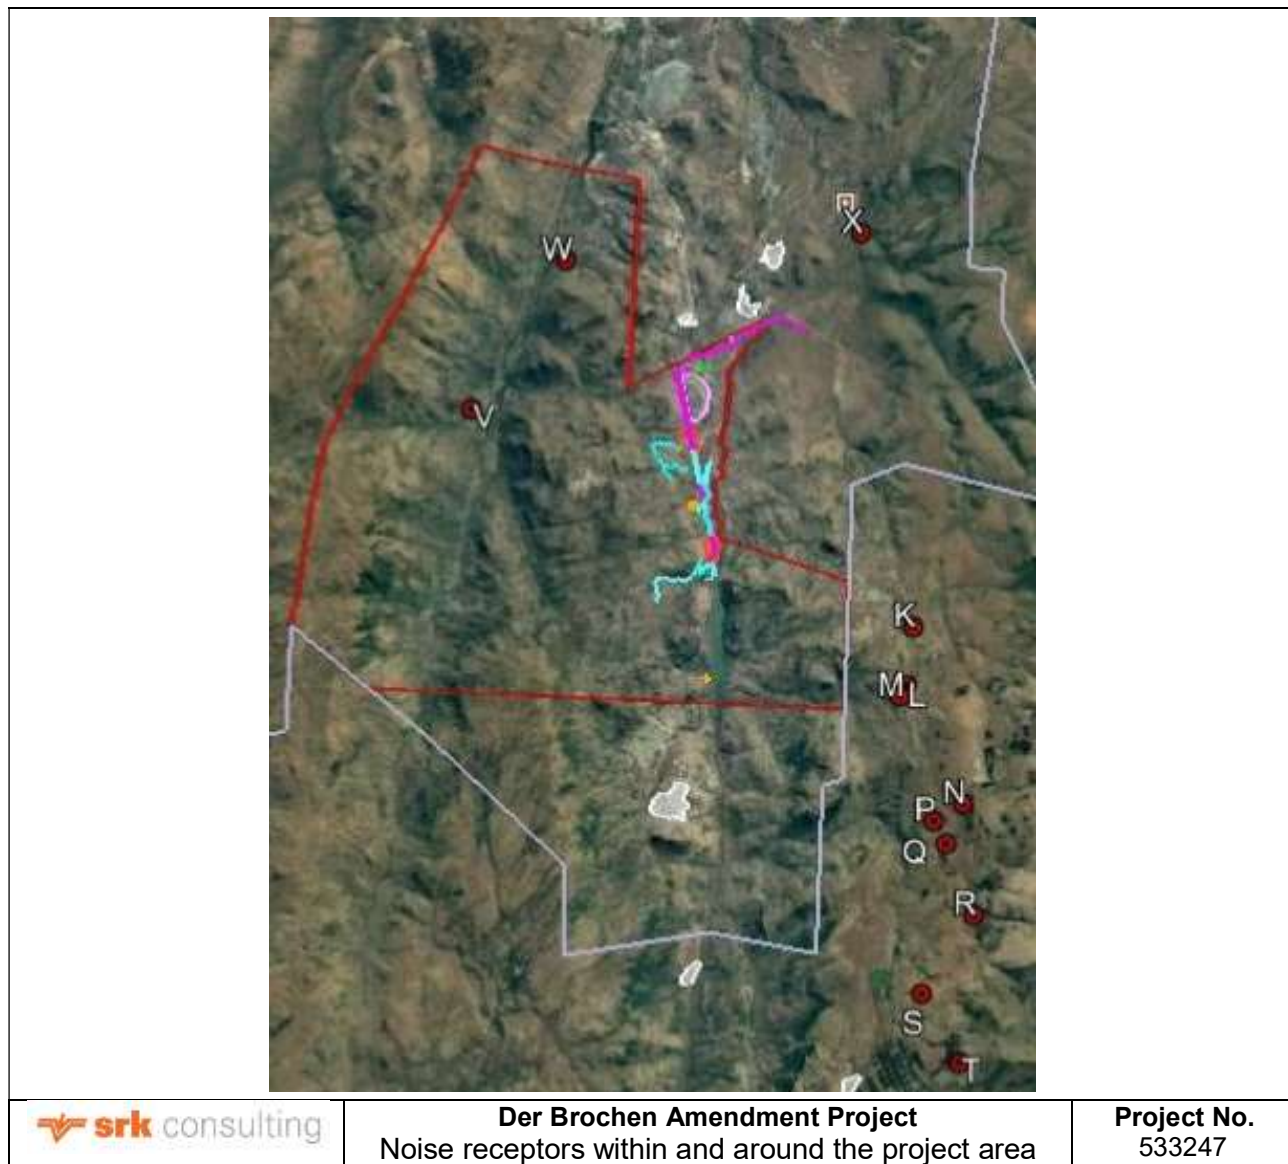 X
W
V
K
M
L
N
P
Q
R
S
T
srk consulting
Der Brochen Amendment Project
Noise receptors within and around the project area
Project No.
533247